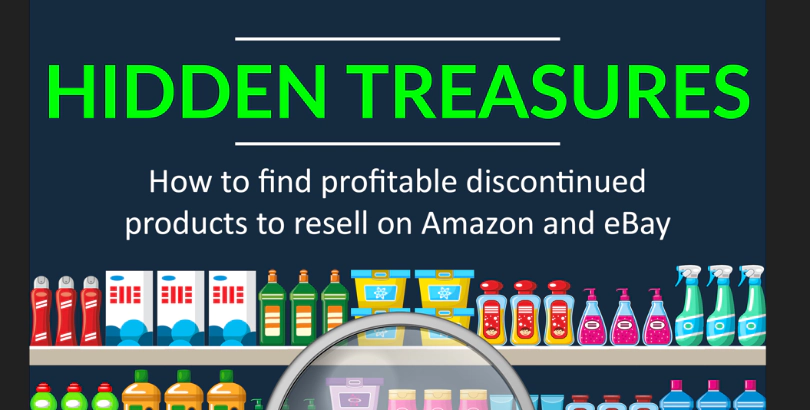 HIDDEN TREASURES
How to find profitable discontinued
products to resell on Amazon and eBay